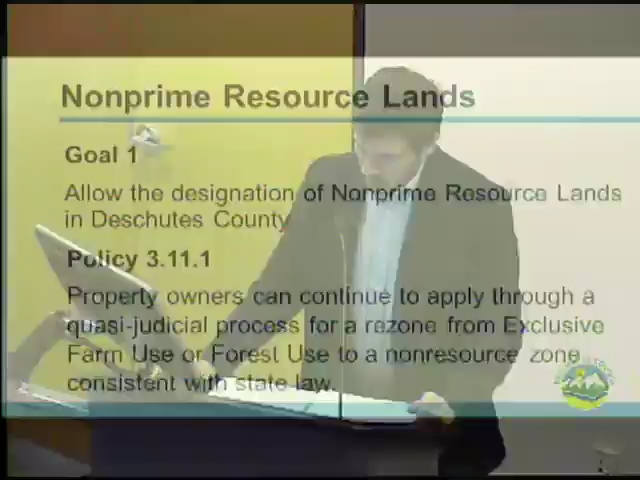 Nonprime Resource Lands
Goal 1
Allow the designation of Nonprime Resource Lands
in Deschutes County
Policy 3.11.1
Property owners can continue to apply through a
quasi-judicial process for a rezone from Exclusive
Farm Use or Forest Use to a nonresource zone
consistent with state law.